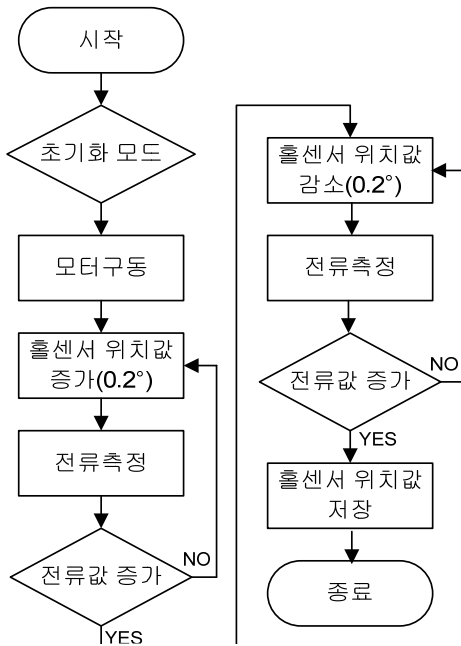 시작
초기화 모드
모터구동
홀센서 위치값
증가(0.2°)
전류측정
전류값 증가
NO
YES
홀센서 위치값
감소(0.2°)
전류측정
전류값 증가
NO
YES
홀센서 위치값
저장
종료